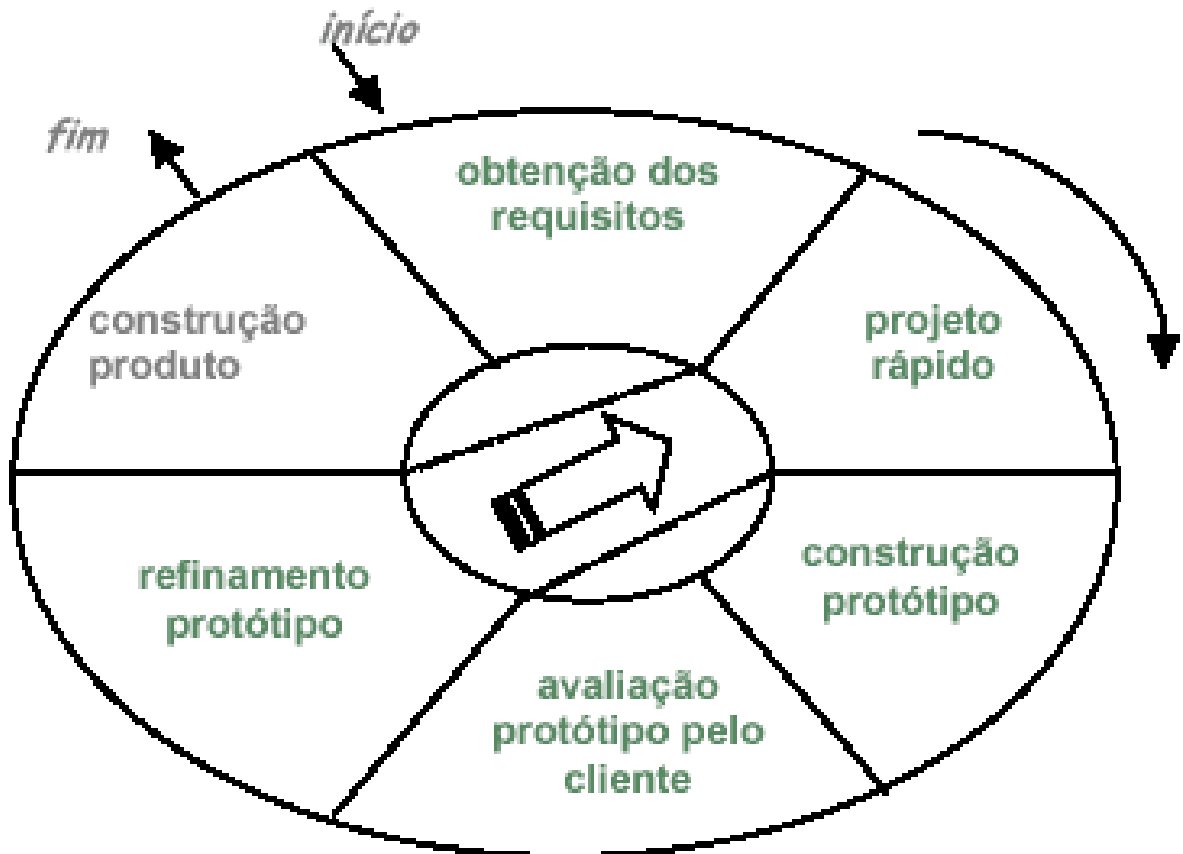 início
fim
obtenção dos
requisitos
projeto
rápido
construção
protótipo
avaliação
protótipo pelo
cliente
refinamento
protótipo
construção
produto